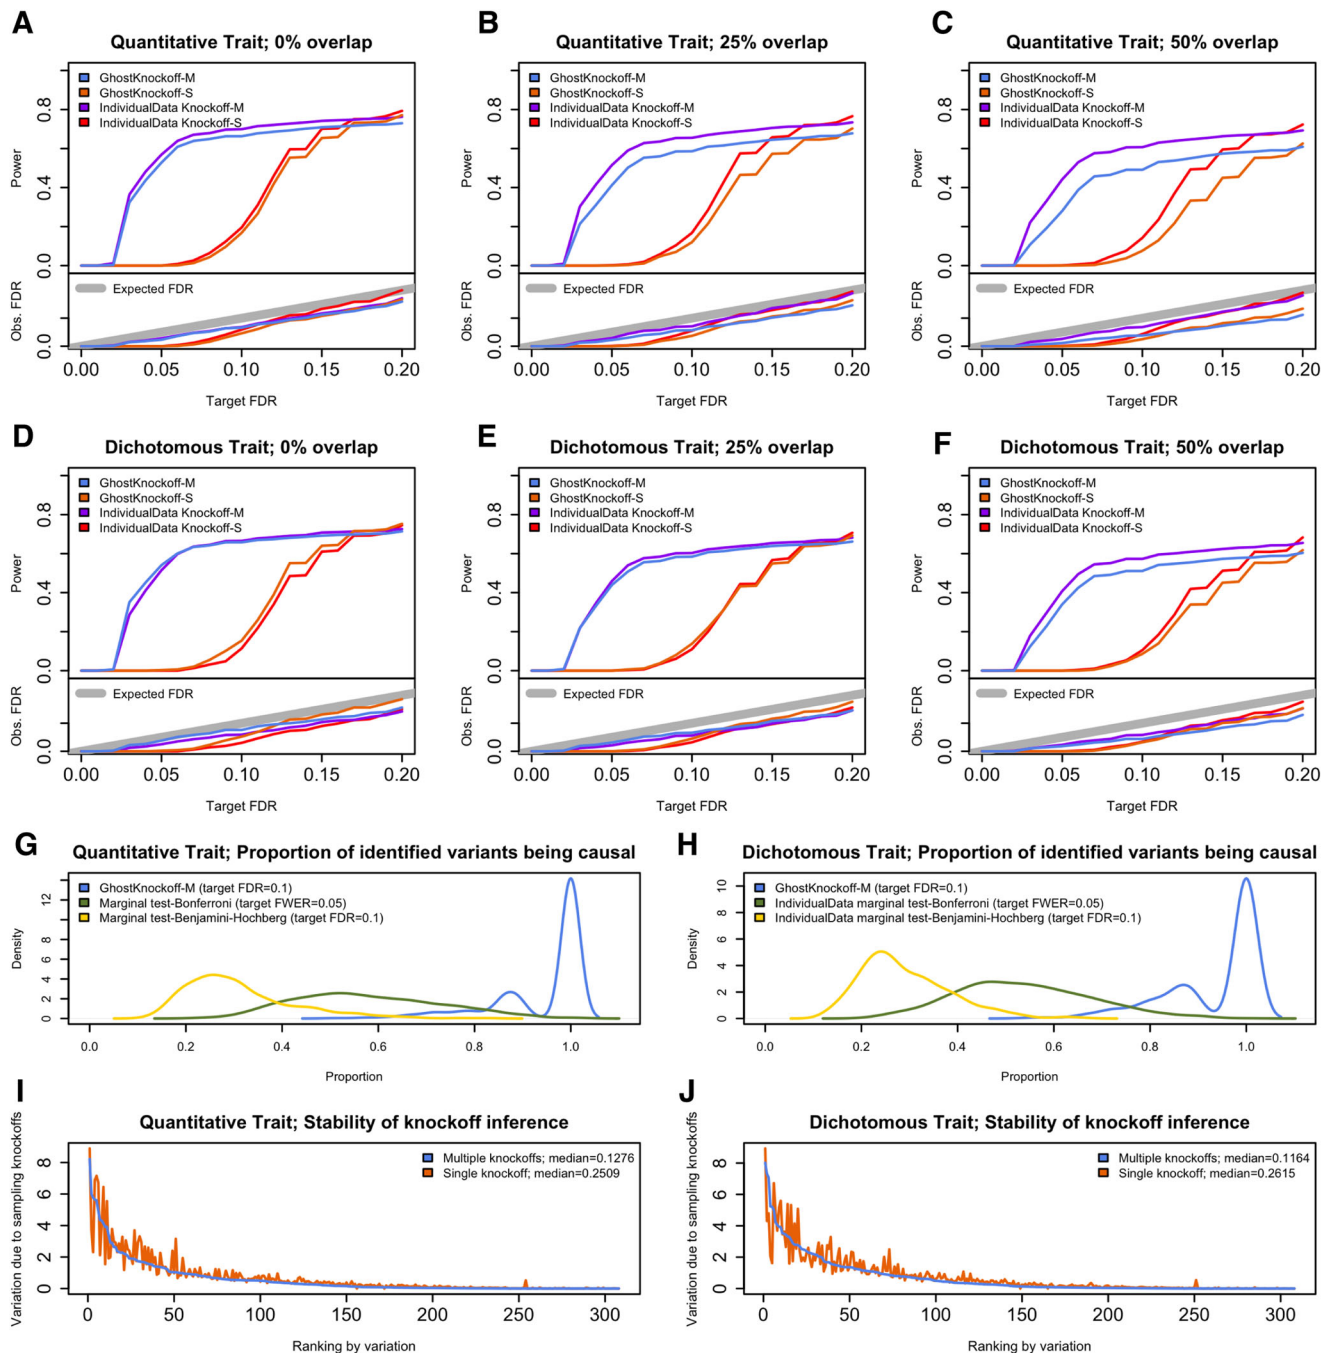 A
Quantitative Trait; 0% overlap
GhostKnockoff-M
GhostKnockoff-S
IndividualData Knockoff-M
IndividualData Knockoff-S
Power
0.8
0.4
0.0
Expected FDR
Obs. FDR
0.0
0.00 0.05 0.10 0.15 0.20
Target FDR
B
Quantitative Trait; 25% overlap
GhostKnockoff-M
GhostKnockoff-S
IndividualData Knockoff-M
IndividualData Knockoff-S
Power
0.8
0.4
0.0
Expected FDR
Obs. FDR
0.0
0.00 0.05 0.10 0.15 0.20
Target FDR
C
Quantitative Trait; 50% overlap
GhostKnockoff-M
GhostKnockoff-S
IndividualData Knockoff-M
IndividualData Knockoff-S
Power
0.8
0.4
0.0
Expected FDR
Obs. FDR
0.0
0.00 0.05 0.10 0.15 0.20
Target FDR
D
Dichotomous Trait; 0% overlap
GhostKnockoff-M
GhostKnockoff-S
IndividualData Knockoff-M
IndividualData Knockoff-S
Power
0.8
0.4
0.0
Expected FDR
Obs. FDR
0.0
0.00 0.05 0.10 0.15 0.20
Target FDR
E
Dichotomous Trait; 25% overlap
GhostKnockoff-M
GhostKnockoff-S
IndividualData Knockoff-M
IndividualData Knockoff-S
Power
0.8
0.4
0.0
Expected FDR
Obs. FDR
0.0
0.00 0.05 0.10 0.15 0.20
Target FDR
F
Dichotomous Trait; 50% overlap
GhostKnockoff-M
GhostKnockoff-S
IndividualData Knockoff-M
IndividualData Knockoff-S
Power
0.8
0.4
0.0
Expected FDR
Obs. FDR
0.0
0.00 0.05 0.10 0.15 0.20
Target FDR
G
Quantitative Trait; Proportion of identified variants being causal
GhostKnockoff-M (target FDR=0.1)
Marginal test-Bonferroni (target FWER=0.05)
Marginal test-Benjamini-Hochberg (target FDR=0.1)
Density
12
8
6
4
2
0
0.0 0.2 0.4 0.6 0.8 1.0
Proportion
H
Dichotomous Trait; Proportion of identified variants being causal
GhostKnockoff-M (target FDR=0.1)
IndividualData marginal test-Bonferroni (target FWER=0.05)
IndividualData marginal test-Benjamini-Hochberg (target FDR=0.1)
Density
10
8
6
4
2
0
0.0 0.2 0.4 0.6 0.8 1.0
Proportion
I
Quantitative Trait; Stability of knockoff inference
Multiple knockoffs; median=0.1276
Single knockoff; median=0.2509
Variation due to sampling knockoffs
8
6
4
2
0
0 50 100 150 200 250 300
Ranking by variation
J
Dichotomous Trait; Stability of knockoff inference
Multiple knockoffs; median=0.1164
Single knockoff; median=0.2615
Variation due to sampling knockoffs
8
6
4
2
0
0 50 100 150 200 250 300
Ranking by variation